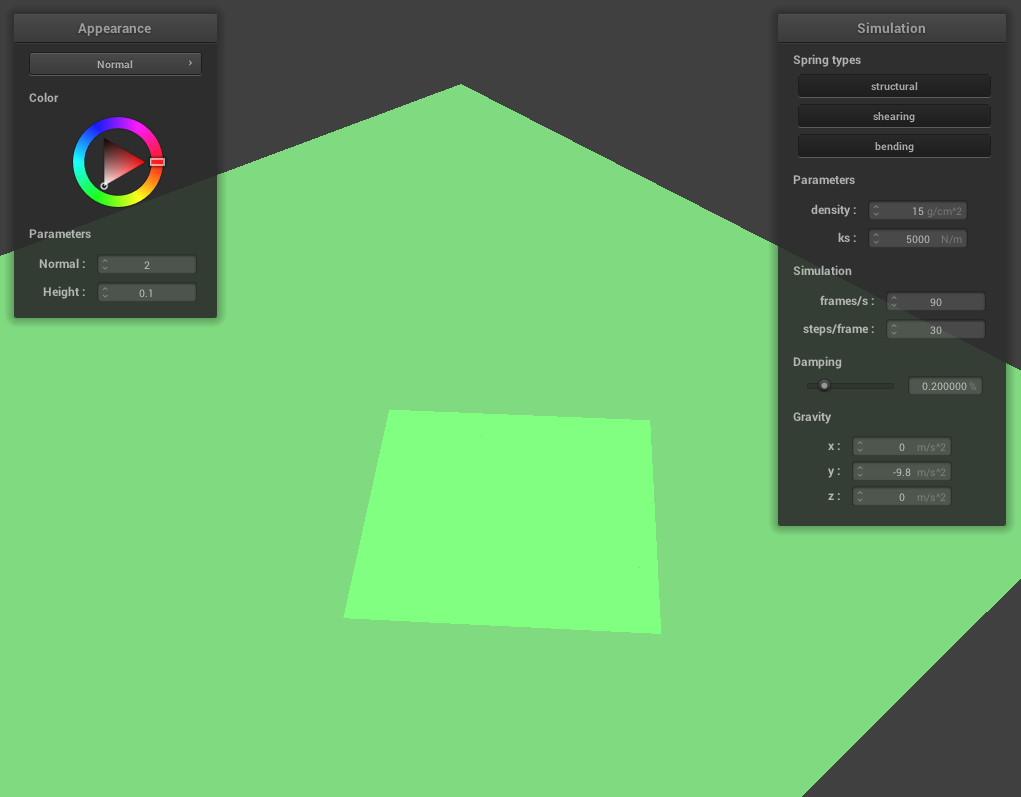 Appearance
Normal
Color
Parameters
Normal : 2
Height : 0.1
Simulation
Spring types
structural
shearing
bending
Parameters
density : 15 g/cm^2
ks : 5000 N/m
Simulation
frames/s : 90
steps/frame : 30
Damping
0.200000 %
Gravity
x : 0 m/s^2
y : -9.8 m/s^2
z : 0 m/s^2